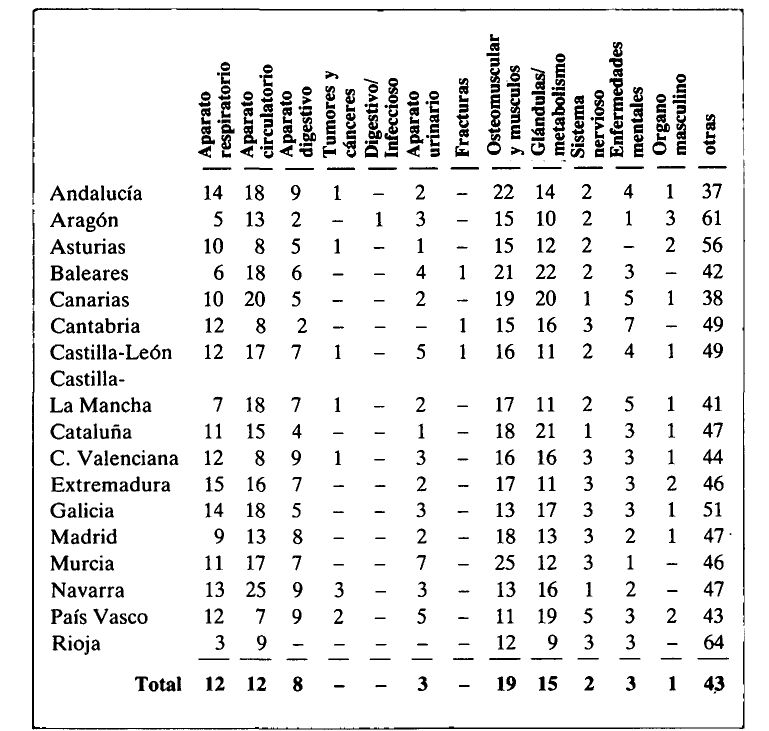 Aparato respiratorio | Aparato circulatorio | Aparato digestivo | Tumores y cánceres | Digestivo/ Infeccioso | Aparato urinario | Fracturas | Osteomuscular y musculos | Glándulas/ metabolismo | Sistema nervioso | Enfermedades mentales | Organo masculino | otras
Andalucía 14 18 9 1 – 2 – 22 14 2 4 1 37
Aragón 5 13 2 – 1 3 – 15 10 2 1 3 61
Asturias 10 8 5 1 – 1 – 15 12 2 – 2 56
Baleares 6 18 6 – – 4 1 21 22 2 3 – 42
Canarias 10 20 5 – – 2 – 19 20 1 5 1 38
Cantabria 12 8 2 – – – 1 15 16 3 7 – 49
Castilla-León 12 17 7 1 – 5 1 16 11 2 4 1 49
Castilla-
La Mancha 7 18 7 1 – 2 – 17 11 2 5 1 41
Cataluña 11 15 4 – – 1 – 18 21 1 3 1 47
C. Valenciana 12 8 9 1 – 3 – 16 16 3 3 1 44
Extremadura 15 16 7 – – 2 – 17 11 3 3 2 46
Galicia 14 18 5 – – 3 – 13 17 3 3 1 51
Madrid 9 13 8 – – 2 – 18 13 3 2 1 47
Murcia 11 17 7 – – 7 – 25 12 3 1 – 46
Navarra 13 25 9 3 – 3 – 13 16 1 2 – 47
País Vasco 12 7 9 2 – 5 – 11 19 5 3 2 43
Rioja 3 9 – – – – – 12 9 3 3 – 64
Total 12 12 8 – – 3 – 19 15 2 3 1 43